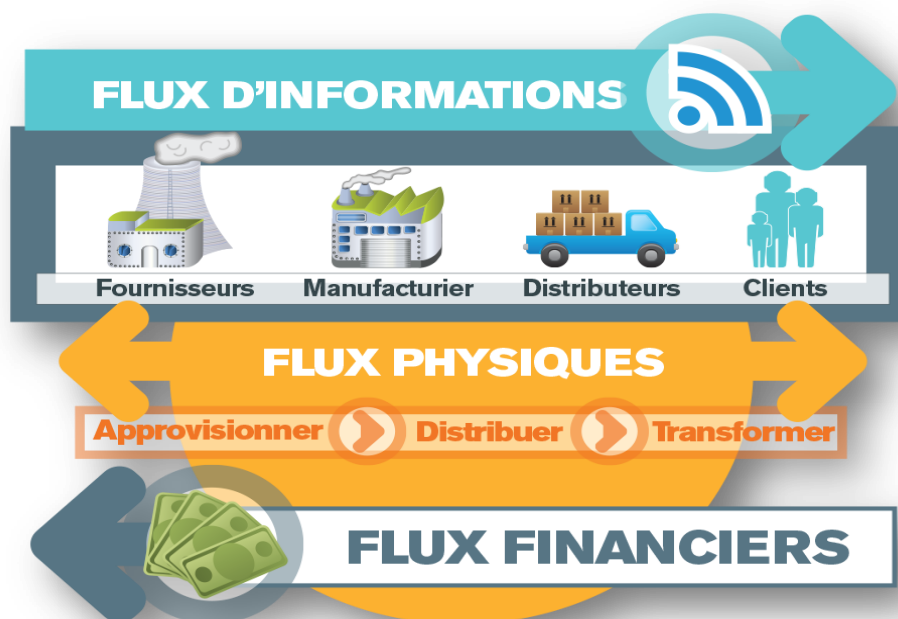 FLUX D'INFORMATIONS
Fournisseurs Manufacturier Distributeurs Clients
FLUX PHYSIQUES
Approvisionner Distribuer Transformer
FLUX FINANCIERS